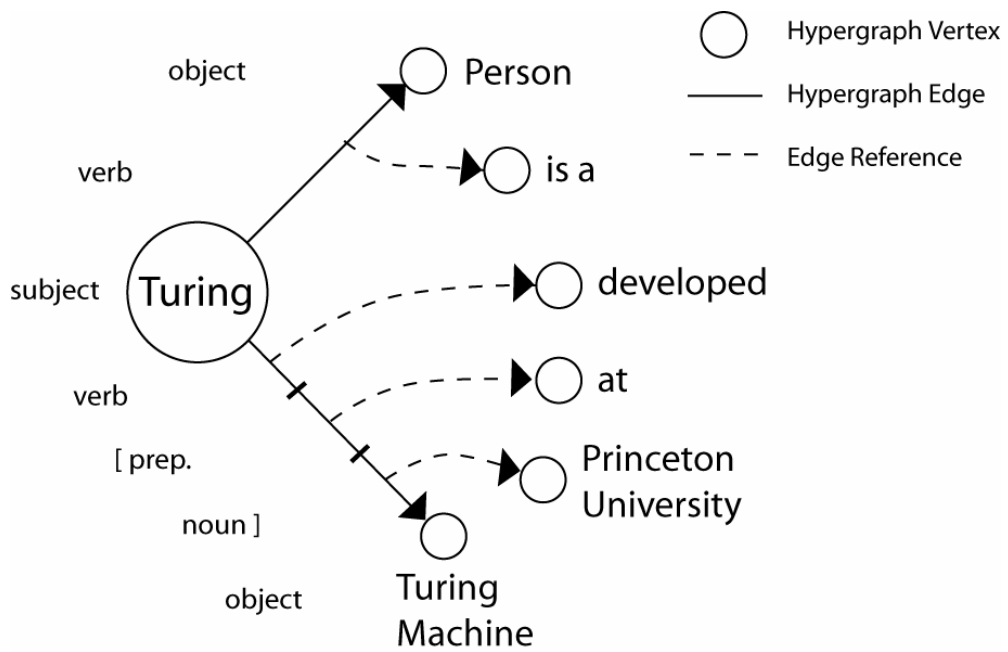 Hypergraph Vertex
object
Person
Hypergraph Edge
Edge Reference
verb
is a
subject
Turing
developed
verb
at
[ prep.
Princeton
University
noun ]
object
Turing
Machine